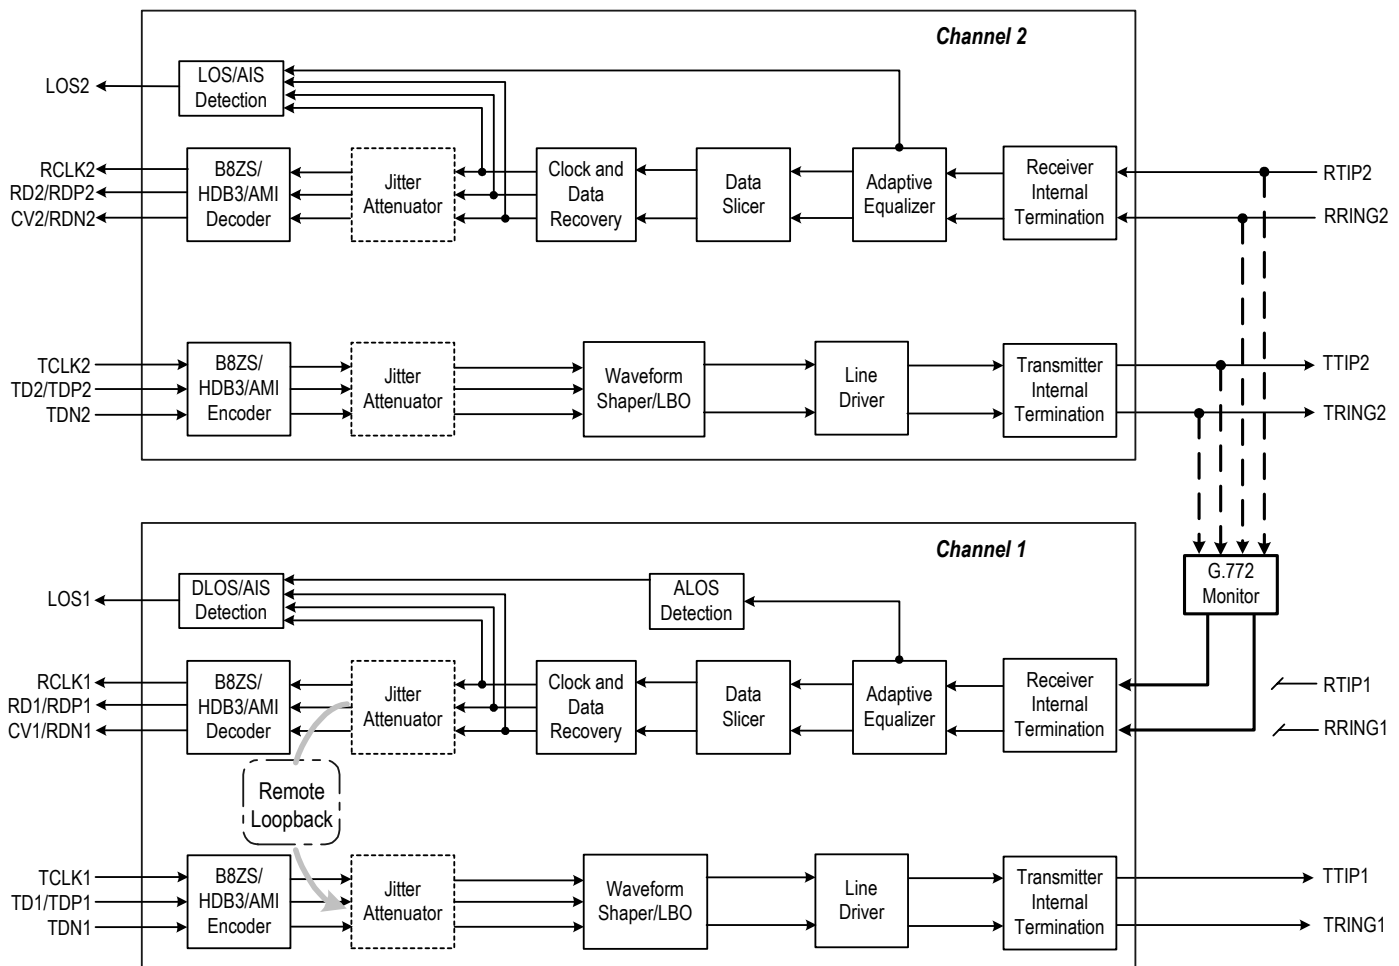 Channel 2
LOS/AIS
Detection
LOS2
RCLK2
RD2/RDP2
CV2/RDN2
B8ZS/
HDB3/AMI
Decoder
Jitter
Attenuator
Clock and
Data
Recovery
Data
Slicer
Adaptive
Equalizer
Receiver
Internal
Termination
RTIP2
RRING2
TCLK2
TD2/TDP2
TDN2
B8ZS/
HDB3/AMI
Encoder
Jitter
Attenuator
Waveform
Shaper/LBO
Line
Driver
Transmitter
Internal
Termination
TTIP2
TRING2
Channel 1
G.772
Monitor
DLOS/AIS
Detection
ALOS
Detection
LOS1
RCLK1
RD1/RDP1
CV1/RDN1
B8ZS/
HDB3/AMI
Decoder
Jitter
Attenuator
Clock and
Data
Recovery
Data
Slicer
Adaptive
Equalizer
Receiver
Internal
Termination
RTIP1
RRING1
Remote
Loopback
TCLK1
TD1/TDP1
TDN1
B8ZS/
HDB3/AMI
Encoder
Jitter
Attenuator
Waveform
Shaper/LBO
Line
Driver
Transmitter
Internal
Termination
TTIP1
TRING1